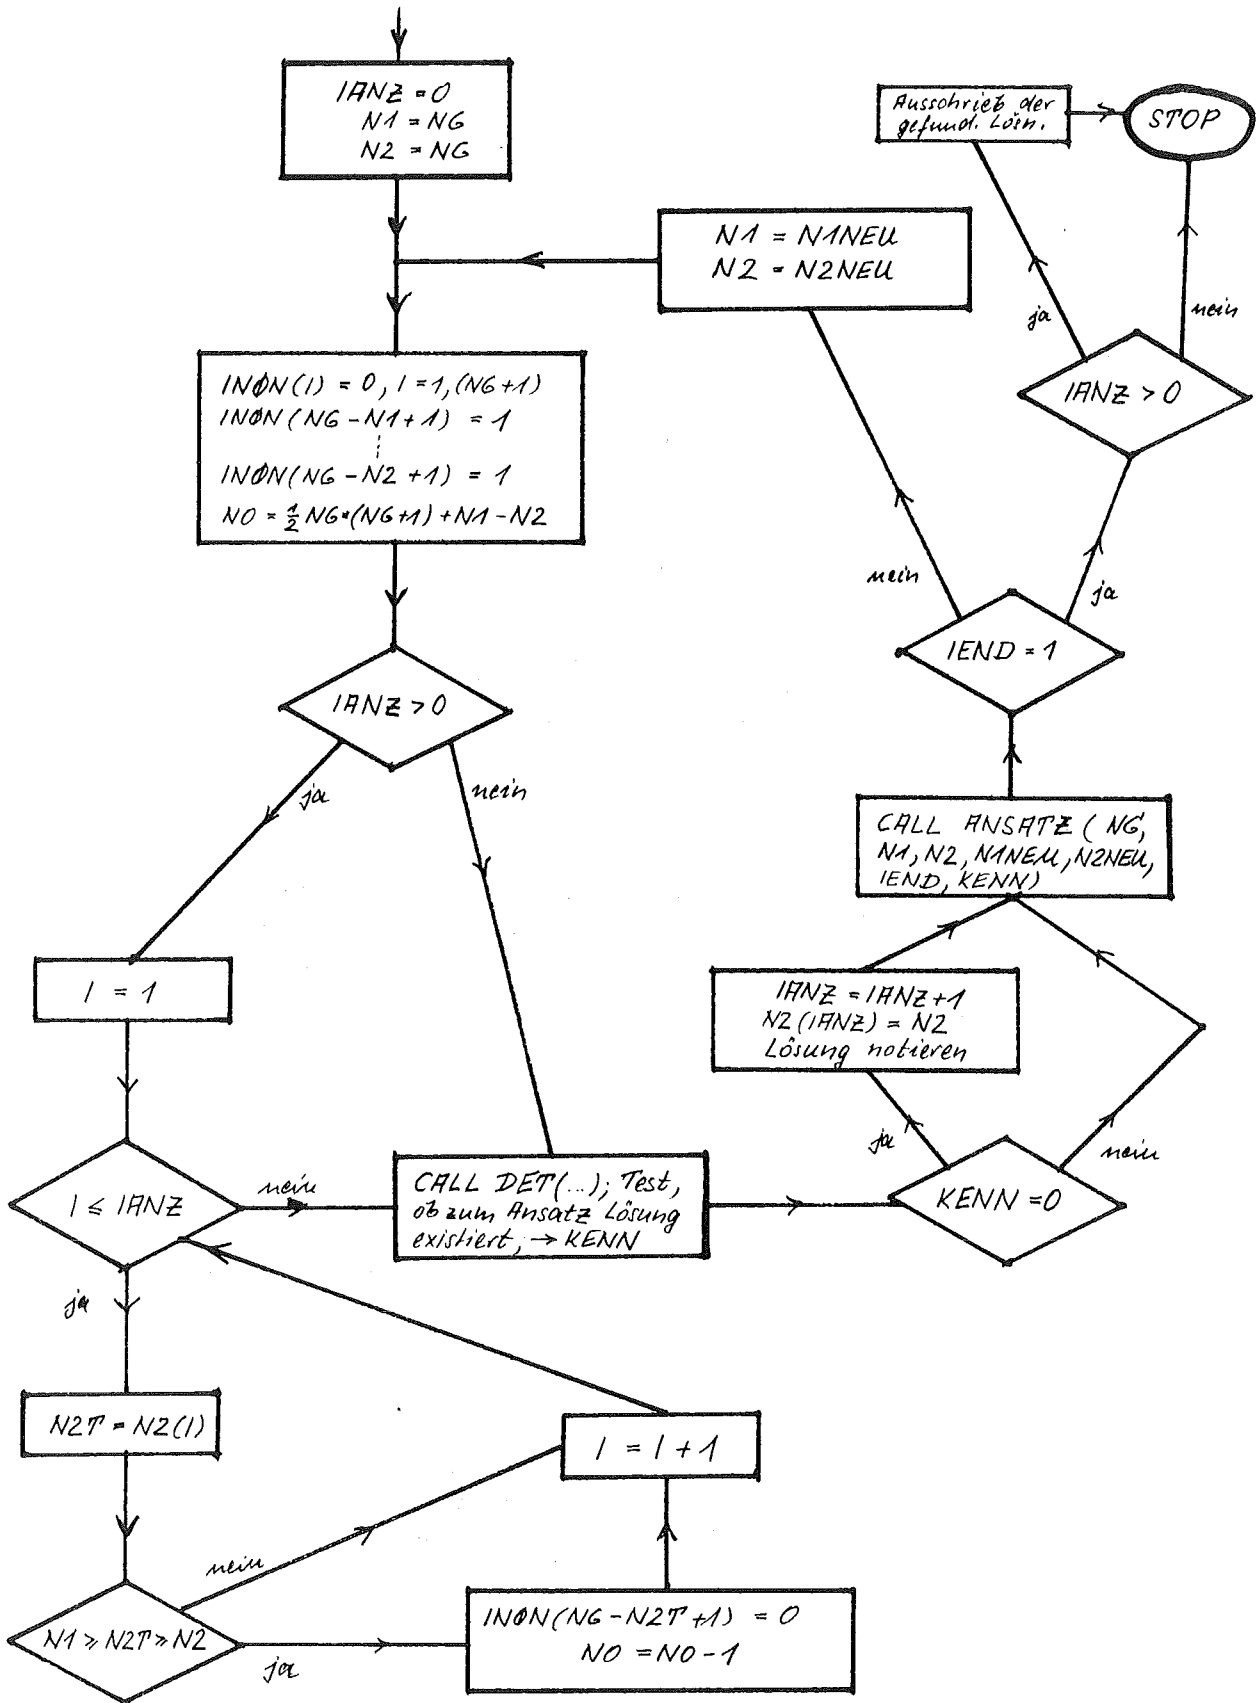 IANZ = 0
N1 = NG
N2 = NG
Ausschrieb der
gefund. Lösn.
STOP
N1 = N1NEU
N2 = N2NEU
ja
nein
IANZ > 0
INØN(I) = 0, I = 1, (NG+1)
INØN(NG - N1 + 1) = 1
INØN(NG - N2 + 1) = 1
NO = ½ NG*(NG+1) + N1 - N2
nein
ja
IEND = 1
IANZ > 0
ja
nein
CALL ANSATZ ( NG,
N1, N2, N1NEU, N2NEU,
IEND, KENN)
I = 1
IANZ = IANZ+1
N2(IANZ) = N2
Lösung notieren
ja
nein
KENN = 0
I ≤ IANZ
nein
CALL DET(...); Test,
ob zum Ansatz Lösung
existiert, → KENN
ja
N2T = N2(I)
I = I + 1
nein
N1 ≥ N2T ≥ N2
ja
INØN(NG - N2T + 1) = 0
NO = NO - 1